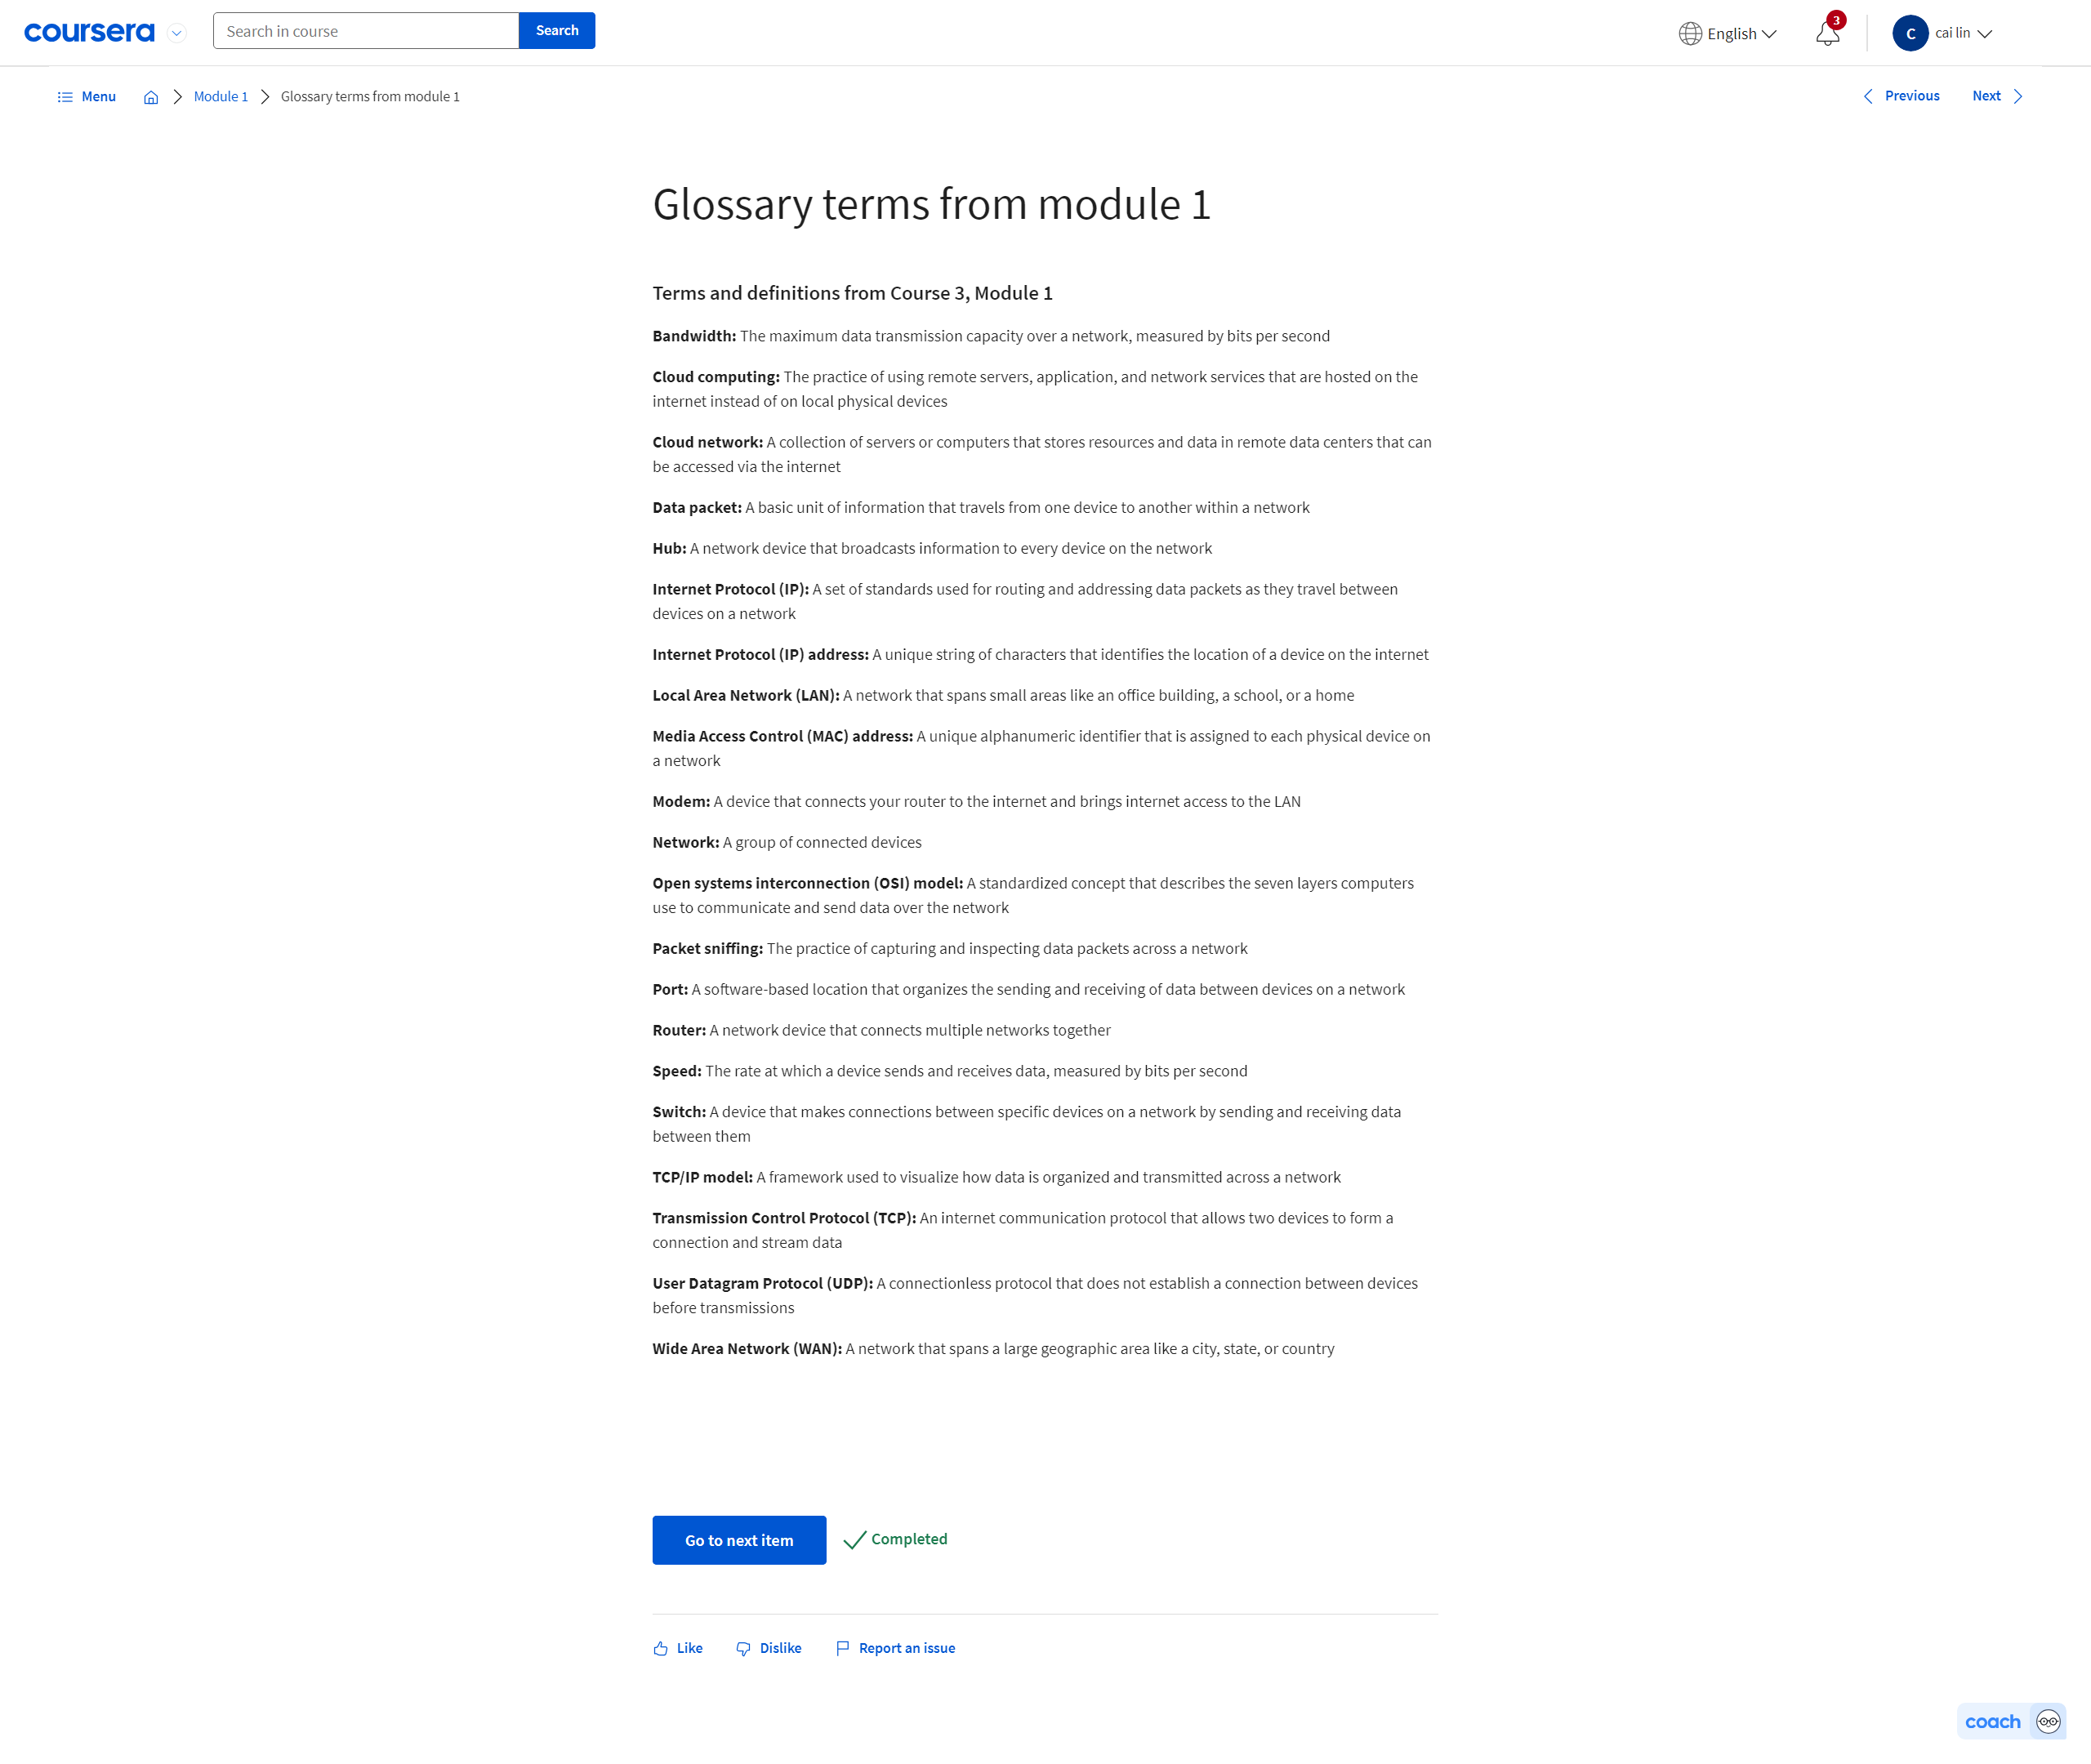 coursera
Search in course
Search
English
3
C
cai lin
Menu
Module 1
Glossary terms from module 1
Previous
Next
Glossary terms from module 1
Terms and definitions from Course 3, Module 1
Bandwidth: The maximum data transmission capacity over a network, measured by bits per second
Cloud computing: The practice of using remote servers, application, and network services that are hosted on the
internet instead of on local physical devices
Cloud network: A collection of servers or computers that stores resources and data in remote data centers that can
be accessed via the internet
Data packet: A basic unit of information that travels from one device to another within a network
Hub: A network device that broadcasts information to every device on the network
Internet Protocol (IP): A set of standards used for routing and addressing data packets as they travel between
devices on a network
Internet Protocol (IP) address: A unique string of characters that identifies the location of a device on the internet
Local Area Network (LAN): A network that spans small areas like an office building, a school, or a home
Media Access Control (MAC) address: A unique alphanumeric identifier that is assigned to each physical device on
a network
Modem: A device that connects your router to the internet and brings internet access to the LAN
Network: A group of connected devices
Open systems interconnection (OSI) model: A standardized concept that describes the seven layers computers
use to communicate and send data over the network
Packet sniffing: The practice of capturing and inspecting data packets across a network
Port: A software-based location that organizes the sending and receiving of data between devices on a network
Router: A network device that connects multiple networks together
Speed: The rate at which a device sends and receives data, measured by bits per second
Switch: A device that makes connections between specific devices on a network by sending and receiving data
between them
TCP/IP model: A framework used to visualize how data is organized and transmitted across a network
Transmission Control Protocol (TCP): An internet communication protocol that allows two devices to form a
connection and stream data
User Datagram Protocol (UDP): A connectionless protocol that does not establish a connection between devices
before transmissions
Wide Area Network (WAN): A network that spans a large geographic area like a city, state, or country
Go to next item
Completed
Like
Dislike
Report an issue
coach